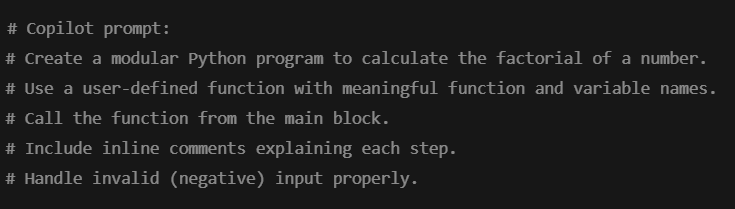 # Copilot prompt:
# Create a modular Python program to calculate the factorial of a number.
# Use a user-defined function with meaningful function and variable names.
# Call the function from the main block.
# Include inline comments explaining each step.
# Handle invalid (negative) input properly.